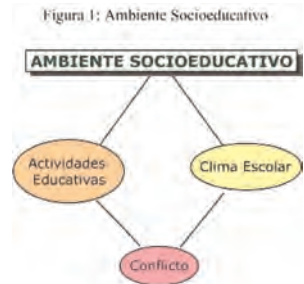 Figura 1: Ambiente Socioeducativo
AMBIENTE SOCIOEDUCATIVO
Actividades
Educativas
Clima Escolar
Conflicto